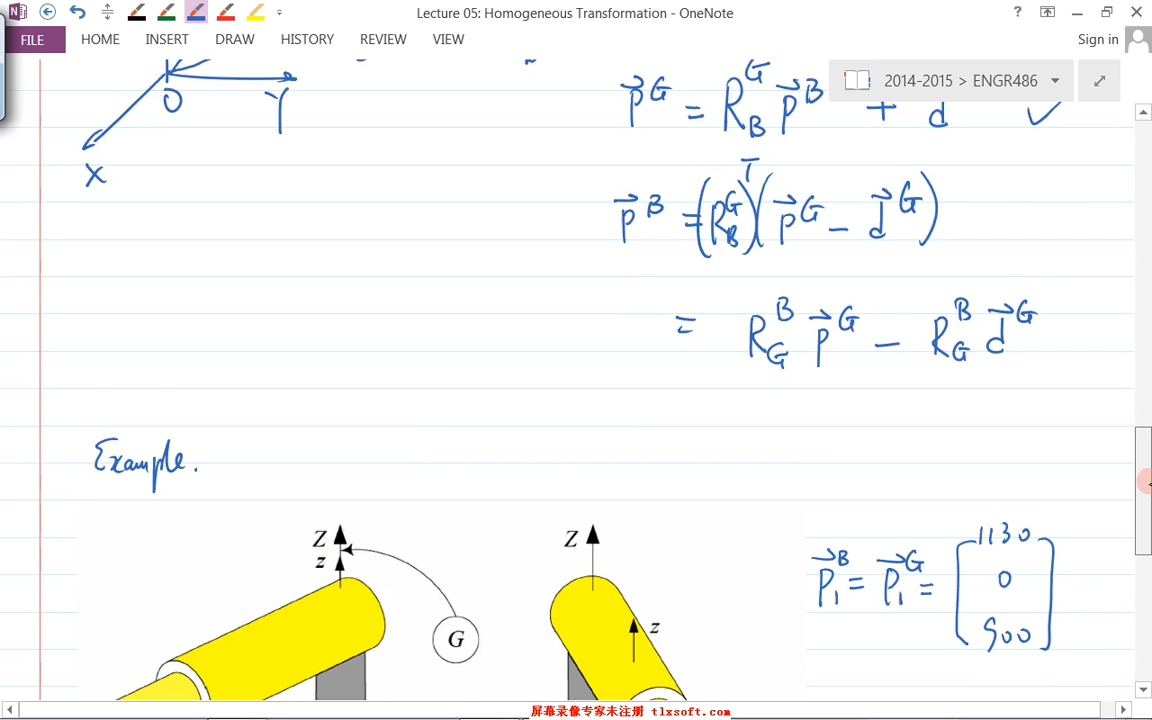 Lecture 05: Homogeneous Transformation - OneNote
FILE HOME INSERT DRAW HISTORY REVIEW VIEW Sign in
2014-2015 > ENGR486
O Y
X
p^G = R_B^G p^B + d ✓
p^B = (R_B^G)^T (p^G - d^G)
= R_G^B p^G - R_G^B d^G
Example.
Z
z
G
Z
z
P_1^B = P_1^G = [1130
0
900]
屏幕录像专家未注册 tlxsoft.com